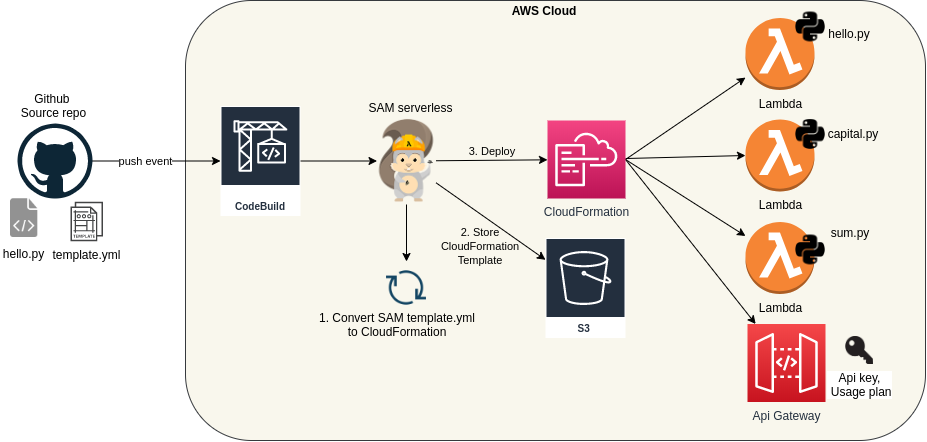 AWS Cloud
Github
Source repo
push event
hello.py
template.yml
TEMPLATE
CodeBuild
SAM serverless
1. Convert SAM template.yml
to CloudFormation
3. Deploy
2. Store
CloudFormation
Template
CloudFormation
S3
hello.py
Lambda
capital.py
Lambda
sum.py
Lambda
Api key,
Usage plan
Api Gateway